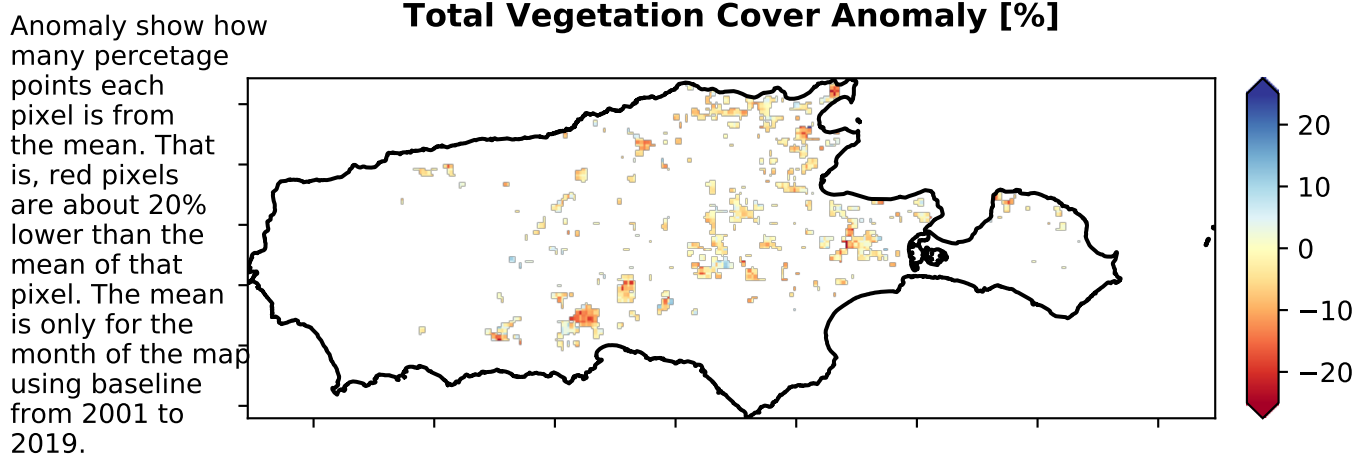 Total Vegetation Cover Anomaly [%]
Anomaly show how
many percetage
points each
pixel is from
the mean. That
is, red pixels
are about 20%
lower than the
mean of that
pixel. The mean
is only for the
month of the map
using baseline
from 2001 to
2019.
20
10
0
−10
−20